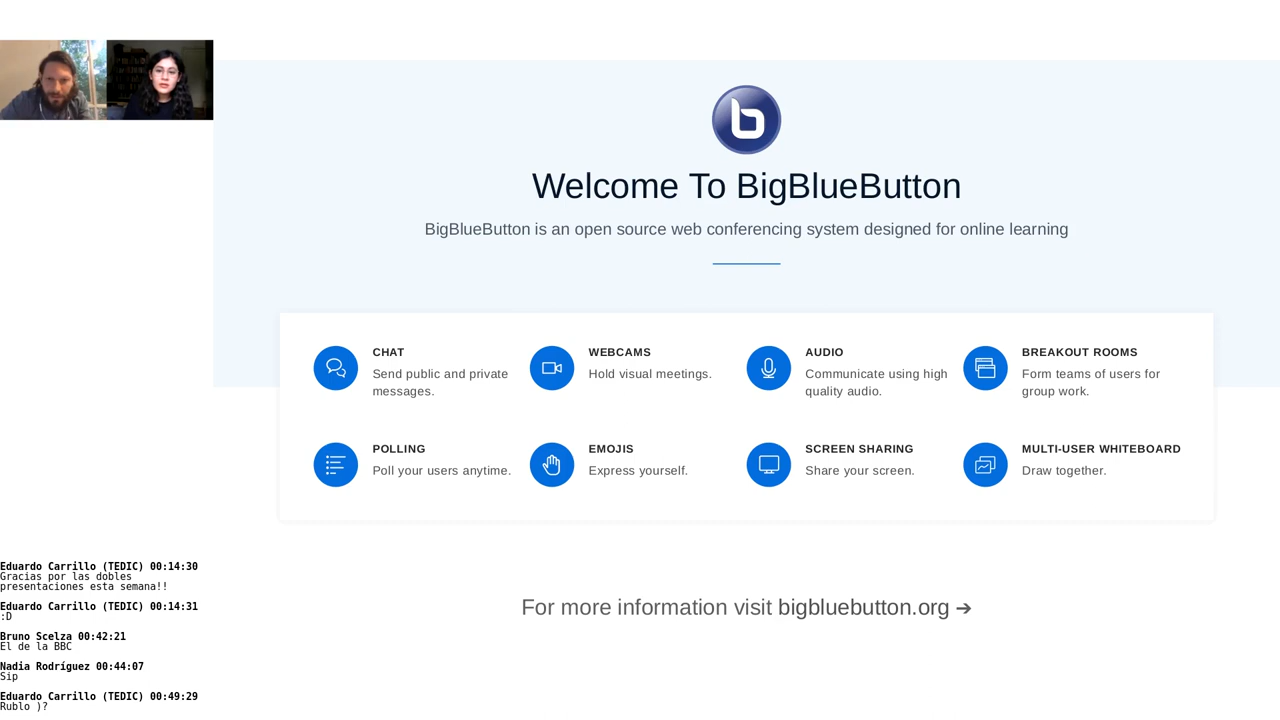 Welcome To BigBlueButton
BigBlueButton is an open source web conferencing system designed for online learning
CHAT
Send public and private
messages.
WEBCAMS
Hold visual meetings.
AUDIO
Communicate using high
quality audio.
BREAKOUT ROOMS
Form teams of users for
group work.
POLLING
Poll your users anytime.
EMOJIS
Express yourself.
SCREEN SHARING
Share your screen.
MULTI-USER WHITEBOARD
Draw together.
For more information visit bigbluebutton.org ➔
Eduardo Carrillo (TEDIC) 00:14:30
Gracias por las dobles
presentaciones esta semana!!
Eduardo Carrillo (TEDIC) 00:14:31
:D
Bruno Scelza 00:42:21
El de la BBC
Nadia Rodríguez 00:44:07
Sip
Eduardo Carrillo (TEDIC) 00:49:29
Rublo )?